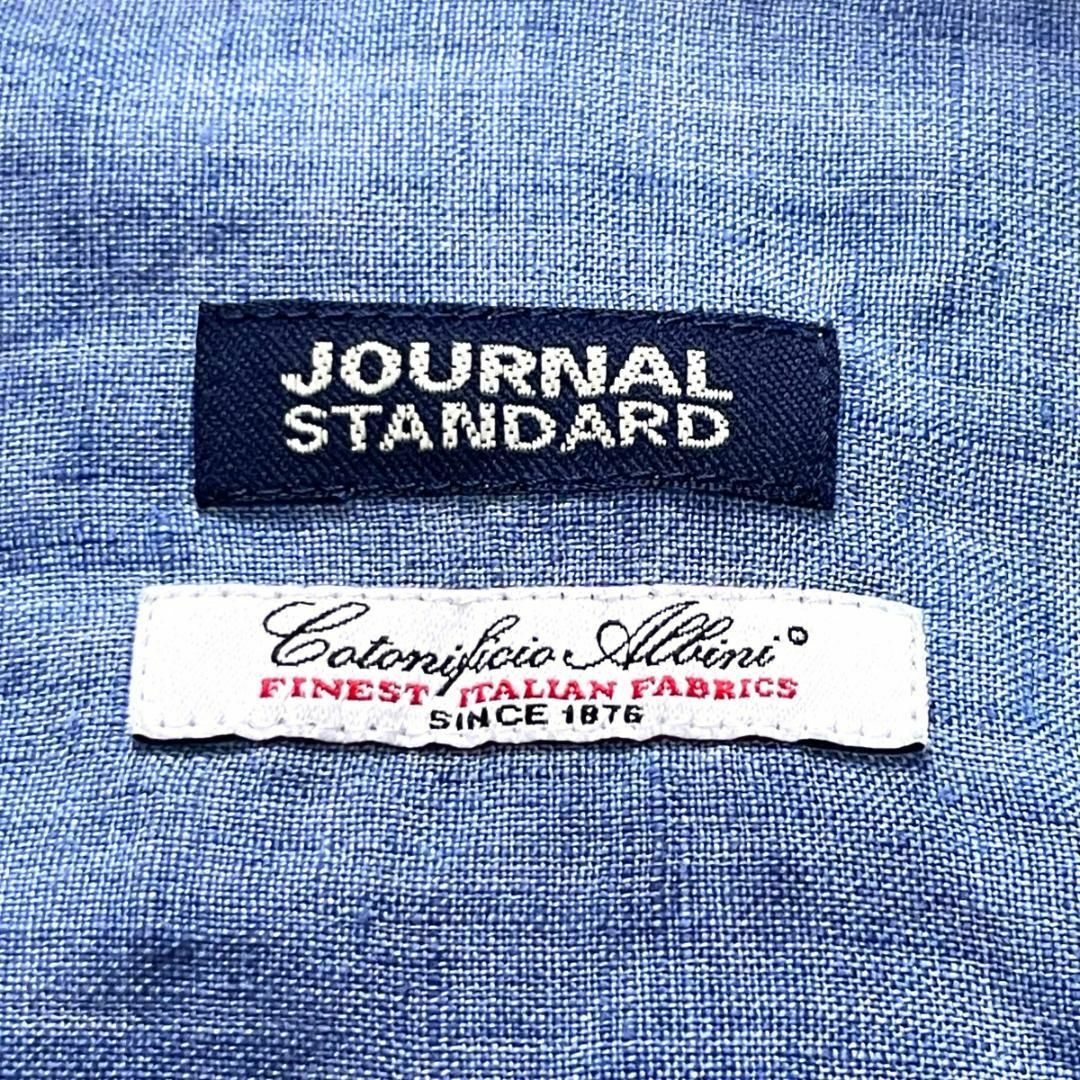 JOURNAL
STANDARD
Cotonificio Albini
FINEST ITALIAN FABRICS
SINCE 1876